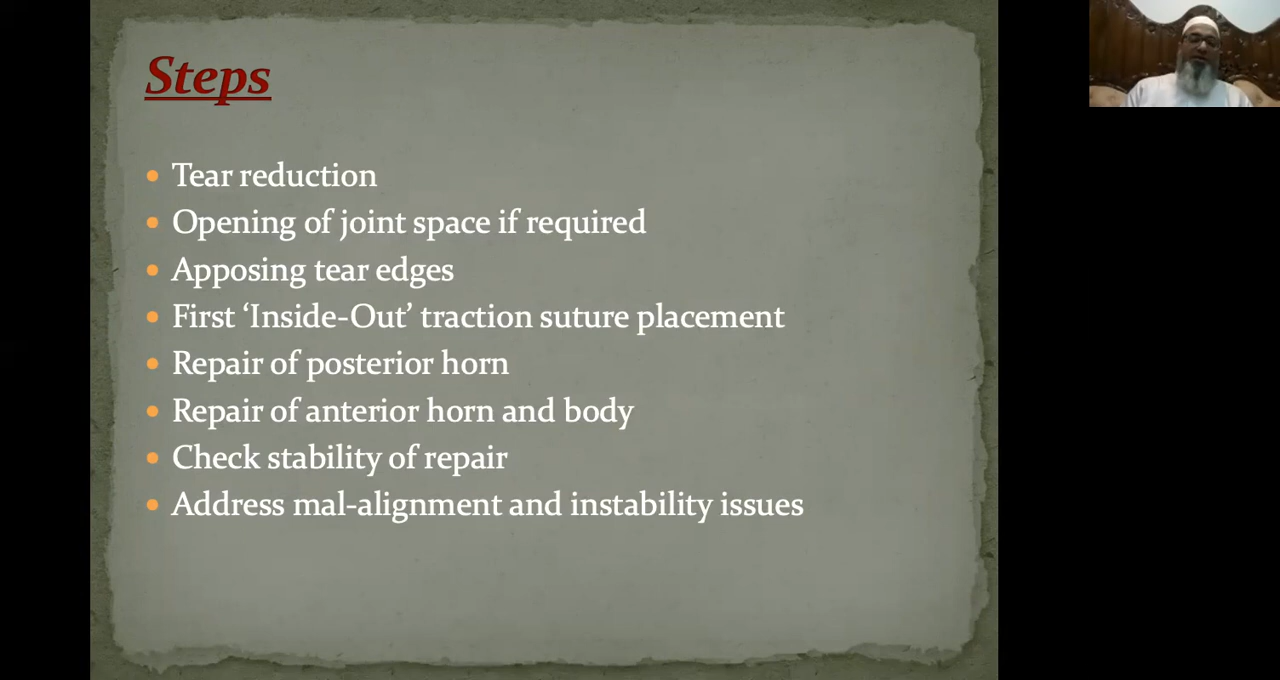 Steps
• Tear reduction
• Opening of joint space if required
• Apposing tear edges
• First ‘Inside-Out’ traction suture placement
• Repair of posterior horn
• Repair of anterior horn and body
• Check stability of repair
• Address mal-alignment and instability issues